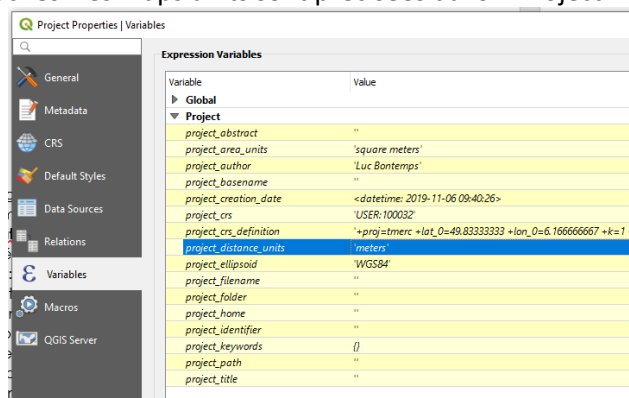 Project Properties | Variables
General
Metadata
CRS
Default Styles
Data Sources
Relations
Variables
Macros
QGIS Server
Expression Variables
Variable Value
Global
Project
project_abstract ''
project_area_units 'square meters'
project_author 'Luc Bontemps'
project_basename ''
project_creation_date <datetime: 2019-11-06 09:40:26>
project_crs 'USER:100032'
project_crs_definition '+proj=tmerc +lat_0=49.83333333 +lon_0=6.166666667 +k=1
project_distance_units 'meters'
project_ellipsoid 'WGS84'
project_filename ''
project_folder ''
project_home ''
project_identifier ''
project_keywords {}
project_path ''
project_title ''